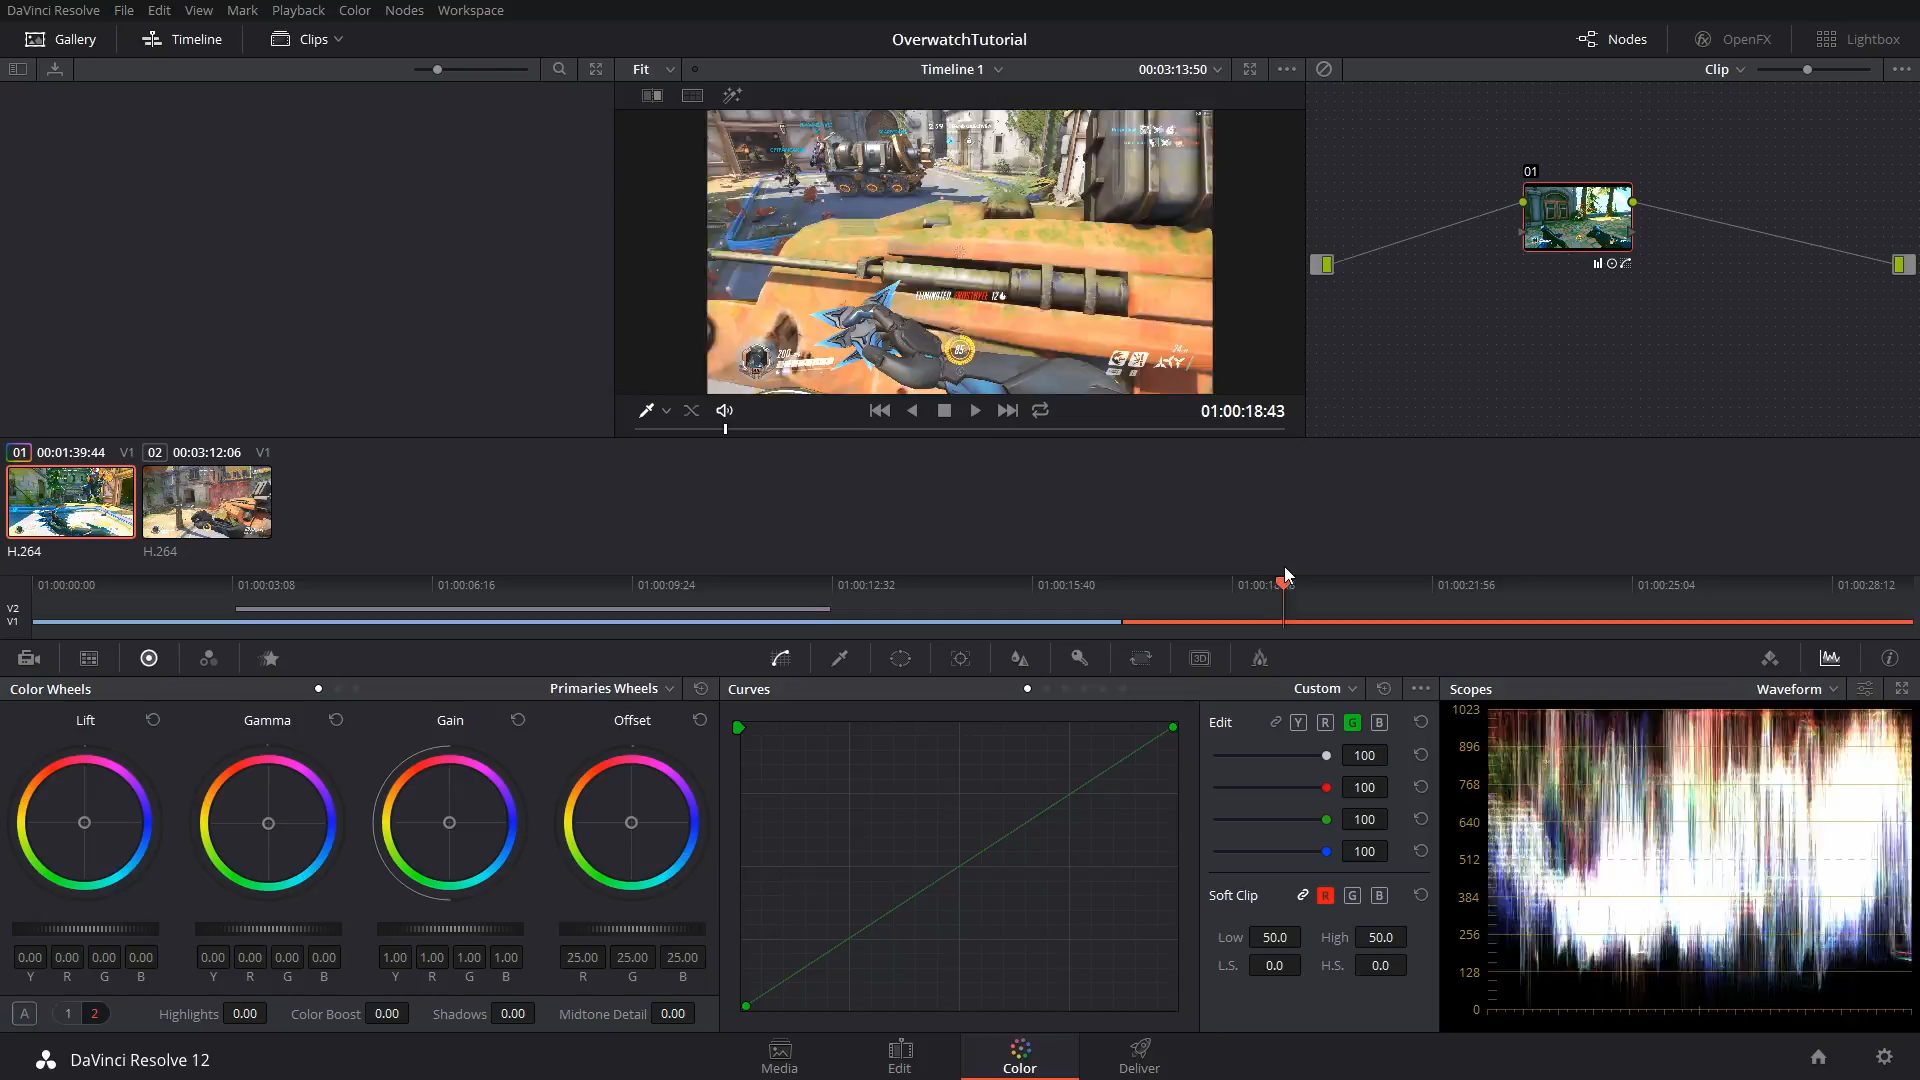 DaVinci Resolve File Edit View Mark Playback Color Nodes Workspace
Gallery Timeline Clips OverwatchTutorial Nodes OpenFX Lightbox
Fit Timeline 1 00:03:13:50 Clip
2:59
ELIMINATED FROSTBYTE 12
200
85
24
01
01:00:18:43
01 00:01:39:44 V1 02 00:03:12:06 V1
H.264 H.264
01:00:00:00 01:00:03:08 01:00:06:16 01:00:09:24 01:00:12:32 01:00:15:40 01:00:21:56 01:00:25:04 01:00:28:12
V2
V1
3D
Color Wheels Primaries Wheels Curves Custom Scopes Waveform
Lift Gamma Gain Offset
Edit Y R G B
100
100
100
100
Soft Clip R G B
Low 50.0 High 50.0
L.S. 0.0 H.S. 0.0
1023
896
768
640
512
384
256
128
0
0.00 0.00 0.00 0.00 0.00 0.00 0.00 0.00 1.00 1.00 1.00 1.00 25.00 25.00 25.00
Y R G B Y R G B Y R G B R G B
A 1 2 Highlights 0.00 Color Boost 0.00 Shadows 0.00 Midtone Detail 0.00
DaVinci Resolve 12 Media Edit Color Deliver